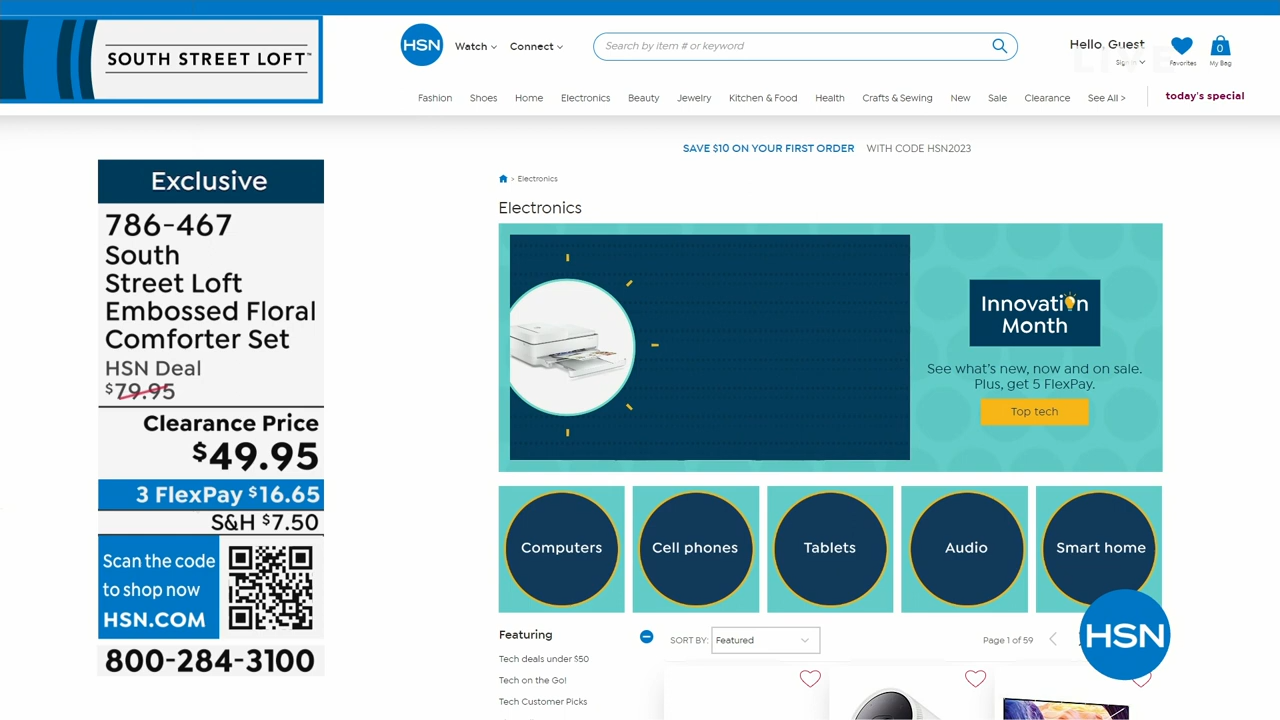 SOUTH STREET LOFT™
HSN
Watch
Connect
Search by item # or keyword
Hello, Guest
LIVE
Sign In
Favorites
0
My Bag
Fashion
Shoes
Home
Electronics
Beauty
Jewelry
Kitchen & Food
Health
Crafts & Sewing
New
Sale
Clearance
See All >
today's special
SAVE $10 ON YOUR FIRST ORDER WITH CODE HSN2023
> Electronics
Electronics
Exclusive
786-467
South
Street Loft
Embossed Floral
Comforter Set
HSN Deal
$79.95
Clearance Price
$49.95
3 FlexPay $16.65
S&H $7.50
Scan the code
to shop now
HSN.COM
800-284-3100
Innovation
Month
See what's new, now and on sale.
Plus, get 5 FlexPay.
Top tech
Computers
Cell phones
Tablets
Audio
Smart home
Featuring
Tech deals under $50
Tech on the Go!
Tech Customer Picks
SORT BY: Featured
Page 1 of 59
HSN